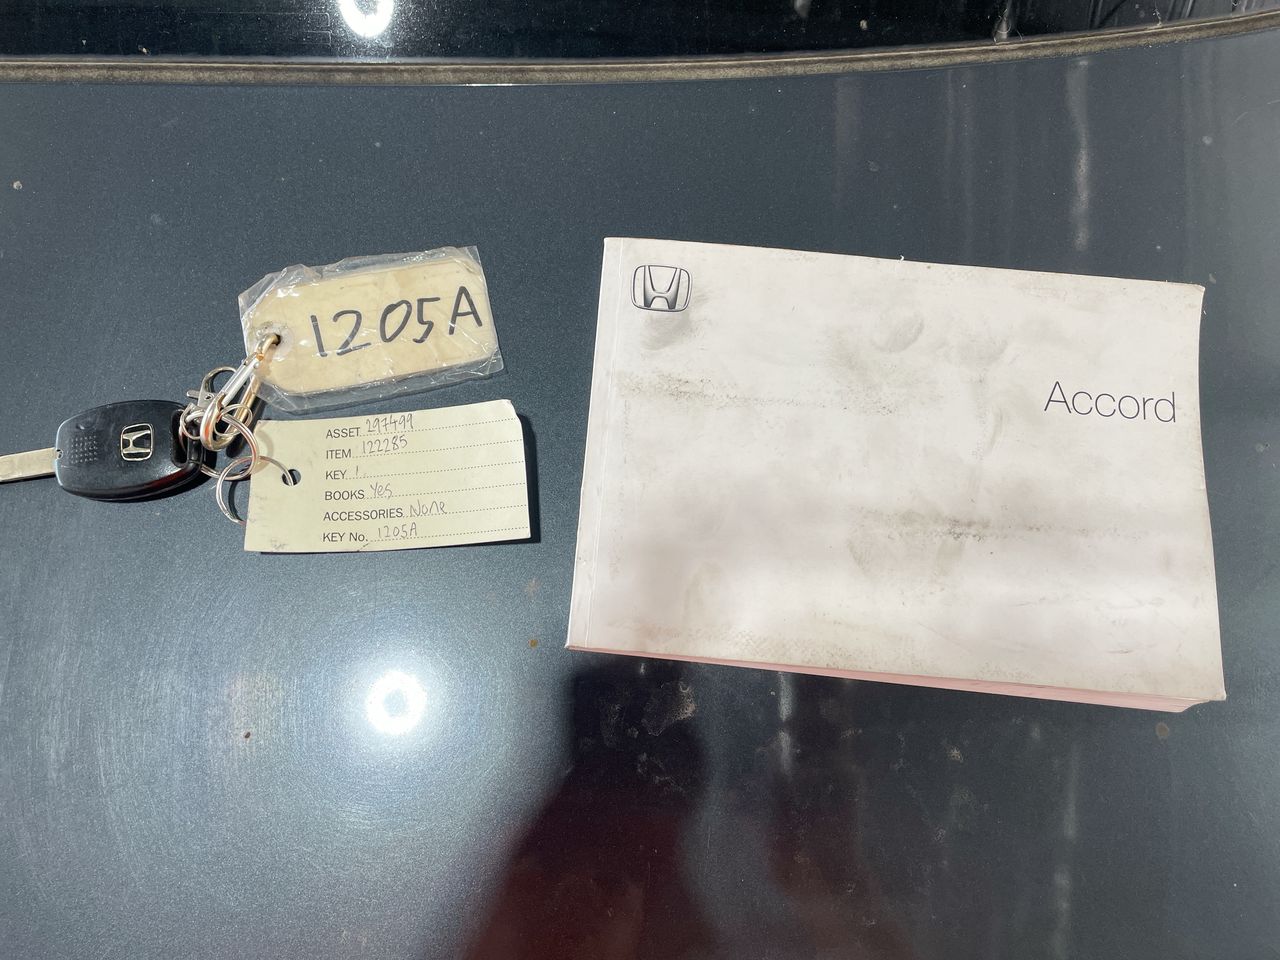 1205A
ASSET 297499
ITEM 122285
KEY 1
BOOKS Yes
ACCESSORIES None
KEY No. 1205A
Accord